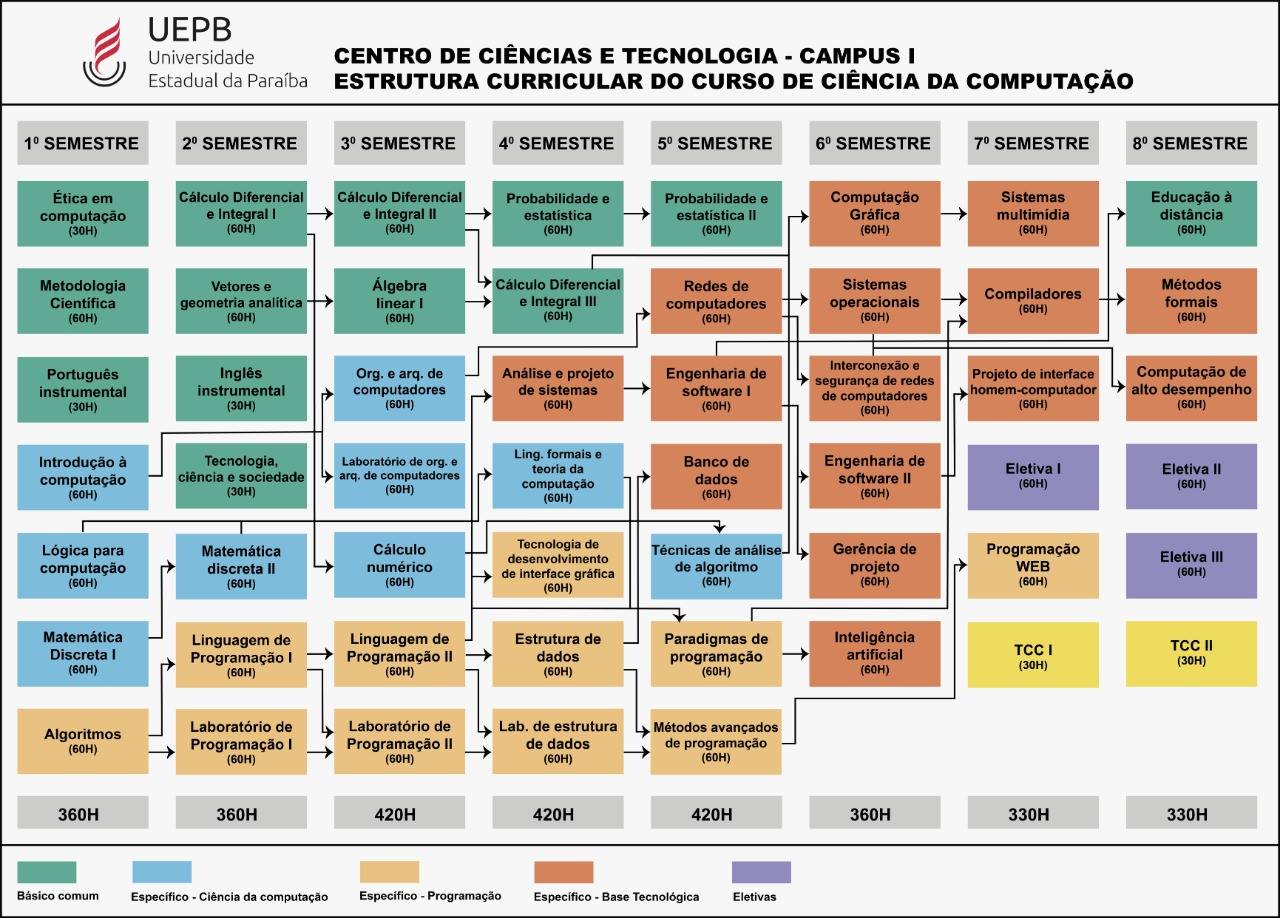 UEPB
Universidade
Estadual da Paraíba
CENTRO DE CIÊNCIAS E TECNOLOGIA - CAMPUS I
ESTRUTURA CURRICULAR DO CURSO DE CIÊNCIA DA COMPUTAÇÃO
1º SEMESTRE
2º SEMESTRE
3º SEMESTRE
4º SEMESTRE
5º SEMESTRE
6º SEMESTRE
7º SEMESTRE
8º SEMESTRE
Ética em
computação
(30H)
Cálculo Diferencial
e Integral I
(60H)
Cálculo Diferencial
e Integral II
(60H)
Probabilidade e
estatística
(60H)
Probabilidade e
estatística II
(60H)
Computação
Gráfica
(60H)
Sistemas
multimídia
(60H)
Educação à
distância
(60H)
Metodologia
Científica
(60H)
Vetores e
geometria analítica
(60H)
Álgebra
linear I
(60H)
Cálculo Diferencial
e Integral III
(60H)
Redes de
computadores
(60H)
Sistemas
operacionais
(60H)
Compiladores
(60H)
Métodos
formais
(60H)
Português
instrumental
(30H)
Inglês
instrumental
(30H)
Org. e arq. de
computadores
(60H)
Análise e projeto
de sistemas
(60H)
Engenharia
de software I
(60H)
Interconexão e
segurança de redes
de computadores
(60H)
Projeto de interface
homem-computador
(60H)
Computação de
alto desempenho
(60H)
Introdução à
computação
(60H)
Tecnologia,
ciência e sociedade
(30H)
Laboratório de org. e
arq. de computadores
(60H)
Ling. formais e
teoria da
computação
(60H)
Banco de
dados
(60H)
Engenharia de
software II
(60H)
Eletiva I
(60H)
Eletiva II
(60H)
Lógica para
computação
(60H)
Matemática
discreta II
(60H)
Cálculo
numérico
(60H)
Tecnologia de
desenvolvimento
de interface gráfica
(60H)
Técnicas de análise
de algoritmo
(60H)
Gerência de
projeto
(60H)
Programação
WEB
(60H)
Eletiva III
(60H)
Matemática
Discreta I
(60H)
Linguagem de
Programação I
(60H)
Linguagem de
Programação II
(60H)
Estrutura de
dados
(60H)
Paradigmas de
programação
(60H)
Inteligência
artificial
(60H)
TCC I
(30H)
TCC II
(30H)
Algoritmos
(60H)
Laboratório de
Programação I
(60H)
Laboratório de
Programação II
(60H)
Lab. de estrutura
de dados
(60H)
Métodos avançados
de programação
(60H)
360H
360H
420H
420H
420H
360H
330H
330H
Básico comum
Específico - Ciência da computação
Específico - Programação
Específico - Base Tecnológica
Eletivas